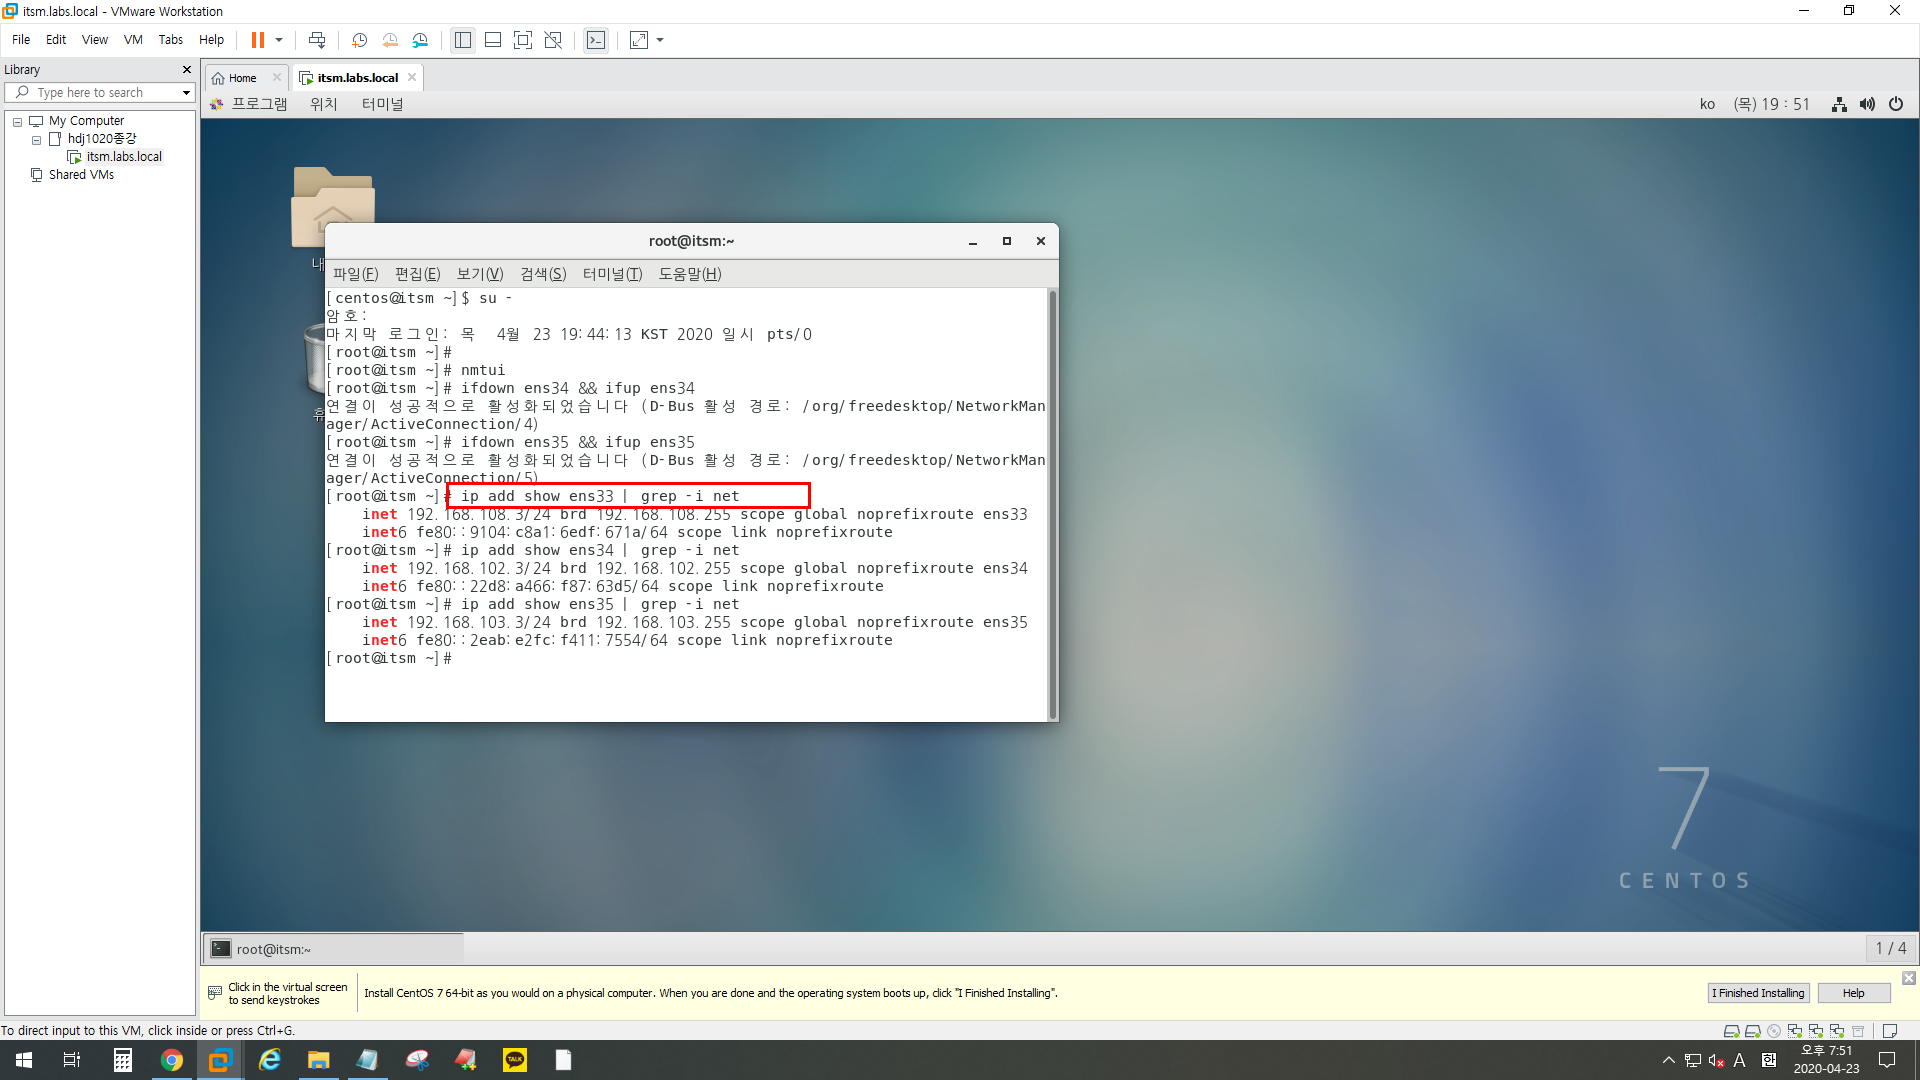 itsm.labs.local - VMware Workstation
File Edit View VM Tabs Help
Library
Type here to search
My Computer
hdj1020종강
itsm.labs.local
Shared VMs
Home
itsm.labs.local
프로그램 위치 터미널
ko (목) 19 : 51
root@itsm:~
파일(F) 편집(E) 보기(V) 검색(S) 터미널(T) 도움말(H)
[centos@itsm ~]$ su -
암호:
마지막 로그인: 목 4월 23 19:44:13 KST 2020 일시 pts/0
[root@itsm ~]#
[root@itsm ~]# nmtui
[root@itsm ~]# ifdown ens34 && ifup ens34
연결이 성공적으로 활성화되었습니다 (D-Bus 활성 경로: /org/freedesktop/NetworkMan
ager/ActiveConnection/4)
[root@itsm ~]# ifdown ens35 && ifup ens35
연결이 성공적으로 활성화되었습니다 (D-Bus 활성 경로: /org/freedesktop/NetworkMan
ager/ActiveConnection/5)
[root@itsm ~]# ip add show ens33 | grep -i net
inet 192.168.108.3/24 brd 192.168.108.255 scope global noprefixroute ens33
inet6 fe80::9104:c8a1:6edf:671a/64 scope link noprefixroute
[root@itsm ~]# ip add show ens34 | grep -i net
inet 192.168.102.3/24 brd 192.168.102.255 scope global noprefixroute ens34
inet6 fe80::22d8:a466:f87:63d5/64 scope link noprefixroute
[root@itsm ~]# ip add show ens35 | grep -i net
inet 192.168.103.3/24 brd 192.168.103.255 scope global noprefixroute ens35
inet6 fe80::2eab:e2fc:f411:7554/64 scope link noprefixroute
[root@itsm ~]#
7
CENTOS
root@itsm:~
1 / 4
Click in the virtual screen
to send keystrokes
Install CentOS 7 64-bit as you would on a physical computer. When you are done and the operating system boots up, click "I Finished Installing".
I Finished Installing
Help
To direct input to this VM, click inside or press Ctrl+G.
TALK
A 한
오후 7:51
2020-04-23